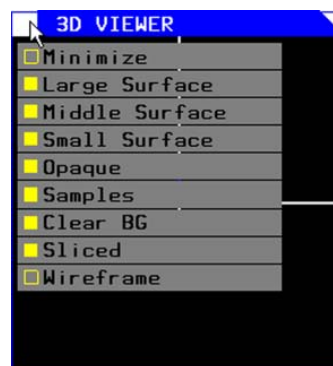 3D VIEWER
Minimize
Large Surface
Middle Surface
Small Surface
Opaque
Samples
Clear BG
Sliced
Wireframe